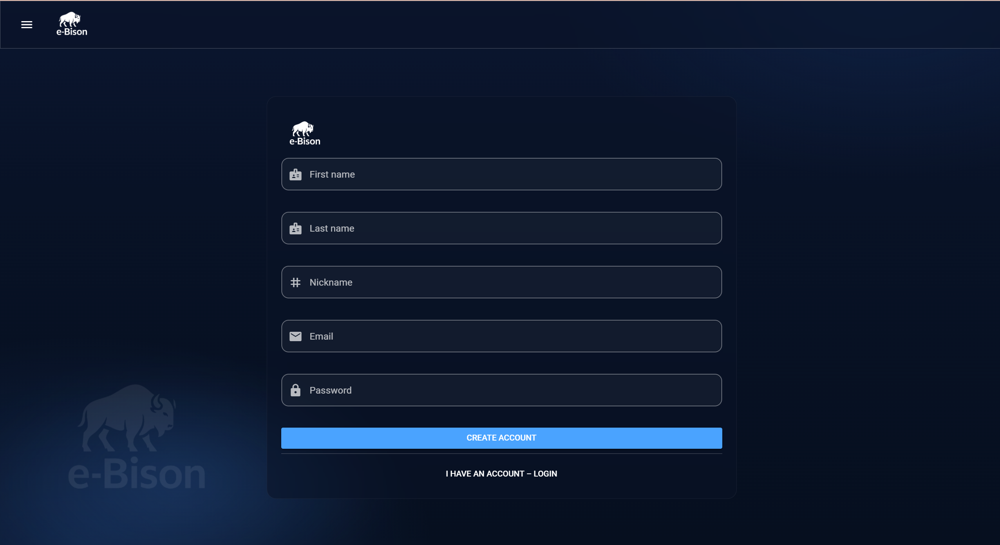 e-Bison
e-Bison
First name
Last name
Nickname
Email
Password
CREATE ACCOUNT
I HAVE AN ACCOUNT – LOGIN
e-Bison